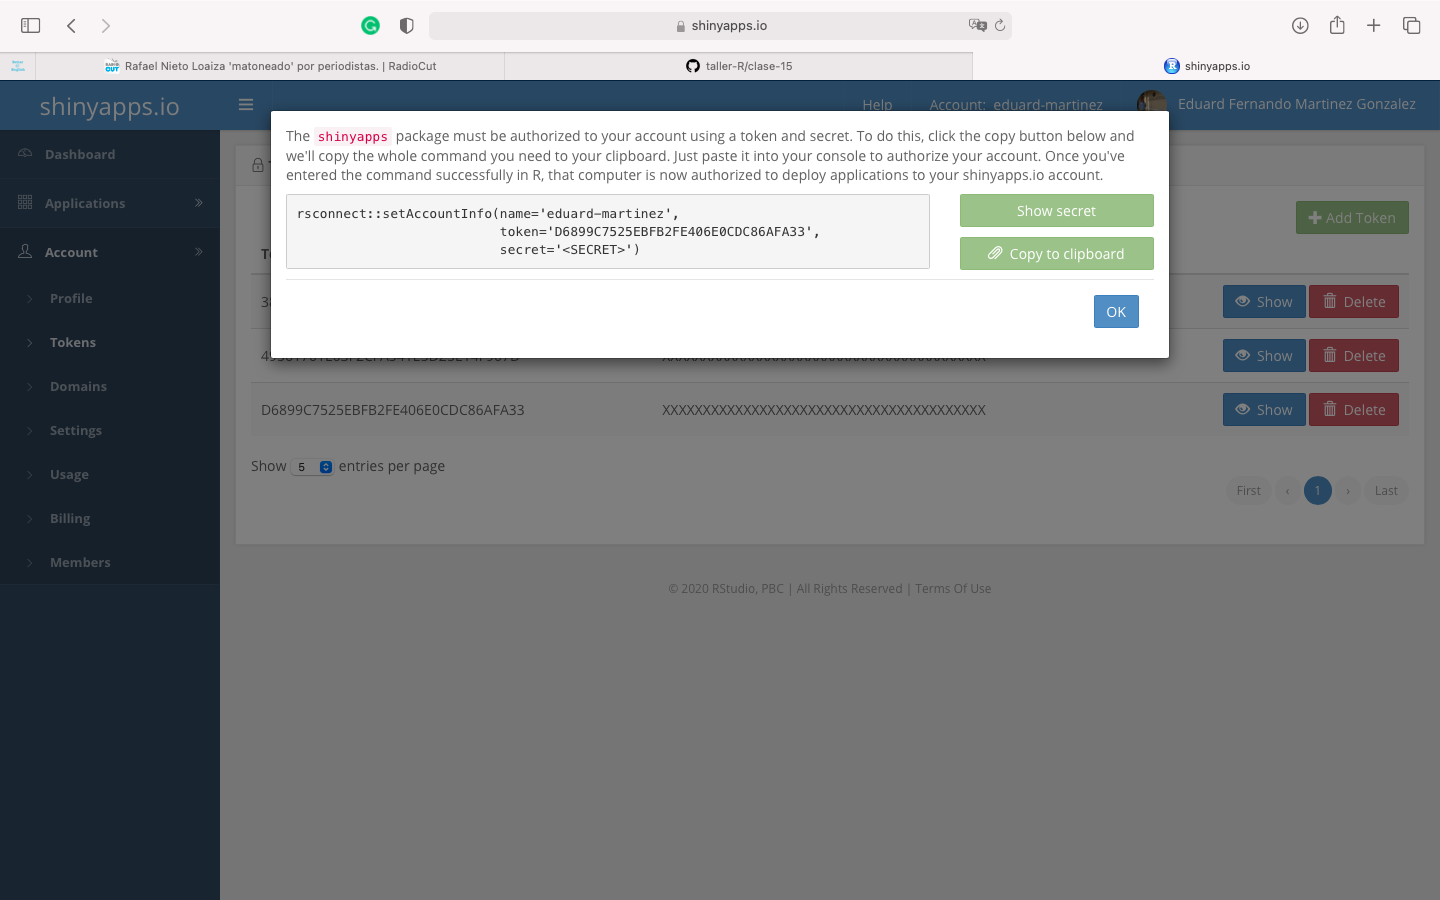 shinyapps.io
Rafael Nieto Loaiza 'matoneado' por periodistas. | RadioCut
taller-R/clase-15
shinyapps.io
shinyapps.io
Help
Account: eduard-martinez
Eduard Fernando Martinez Gonzalez
Dashboard
Applications
Account
Profile
Tokens
Domains
Settings
Usage
Billing
Members
The shinyapps package must be authorized to your account using a token and secret. To do this, click the copy button below and
we'll copy the whole command you need to your clipboard. Just paste it into your console to authorize your account. Once you've
entered the command successfully in R, that computer is now authorized to deploy applications to your shinyapps.io account.
rsconnect::setAccountInfo(name='eduard-martinez',
token='D6899C7525EBFB2FE406E0CDC86AFA33',
secret='<SECRET>')
Show secret
Copy to clipboard
OK
Add Token
Show Delete
Show Delete
D6899C7525EBFB2FE406E0CDC86AFA33 XXXXXXXXXXXXXXXXXXXXXXXXXXXXXXXXXXXXXXXX Show Delete
Show 5 entries per page
First ‹ 1 › Last
© 2020 RStudio, PBC | All Rights Reserved | Terms Of Use